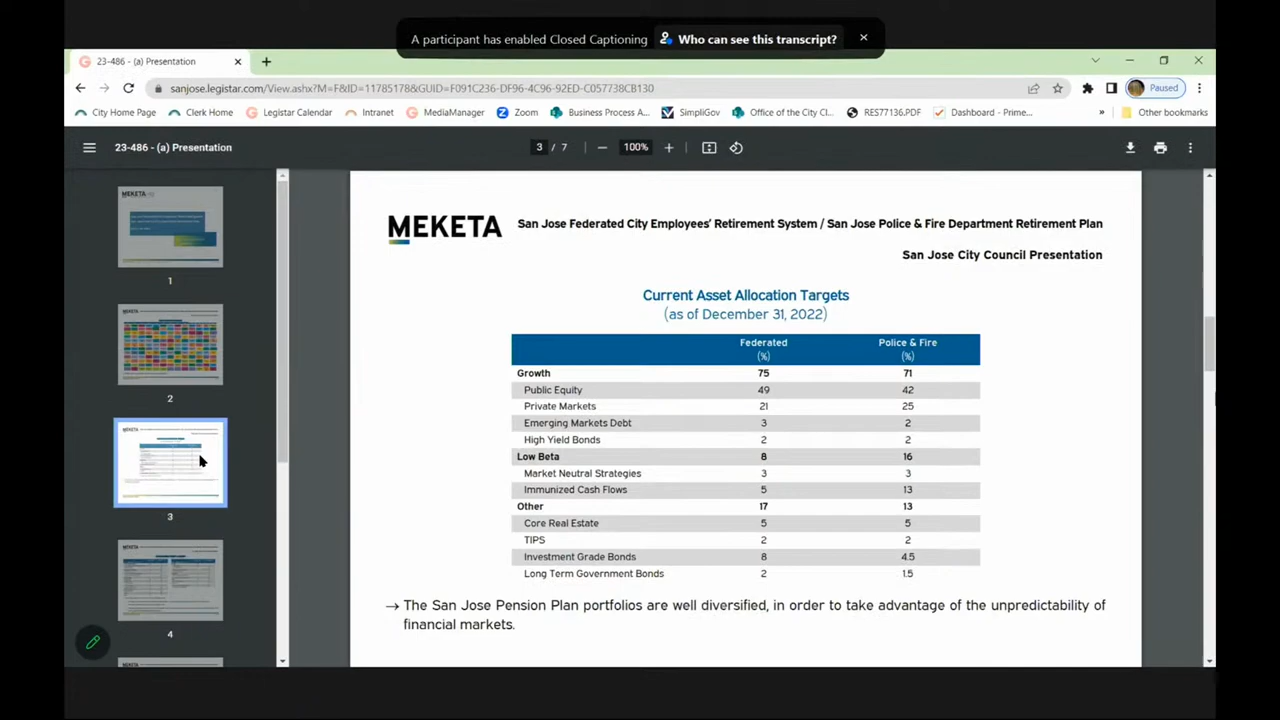 A participant has enabled Closed Captioning Who can see this transcript?
23-486 - (a) Presentation
sanjose.legistar.com/View.ashx?M=F&ID=11785178&GUID=F091C236-DF96-4C96-92ED-C057738CB130
Paused
City Home Page Clerk Home Legistar Calendar Intranet MediaManager Zoom Business Process A... SimpliGov Office of the City Cl... RES77136.PDF Dashboard - Prime... » Other bookmarks
23-486 - (a) Presentation 3 / 7 100%
MEKETA San Jose Federated City Employees' Retirement System / San Jose Police & Fire Department Retirement Plan
San Jose City Council Presentation
Current Asset Allocation Targets
(as of December 31, 2022)
Federated Police & Fire
(%) (%)
Growth 75 71
Public Equity 49 42
Private Markets 21 25
Emerging Markets Debt 3 2
High Yield Bonds 2 2
Low Beta 8 16
Market Neutral Strategies 3 3
Immunized Cash Flows 5 13
Other 17 13
Core Real Estate 5 5
TIPS 2 2
Investment Grade Bonds 8 4.5
Long Term Government Bonds 2 1.5
→ The San Jose Pension Plan portfolios are well diversified, in order to take advantage of the unpredictability of
financial markets.
MEKETA
1
2
MEKETA
3
MEKETA
4